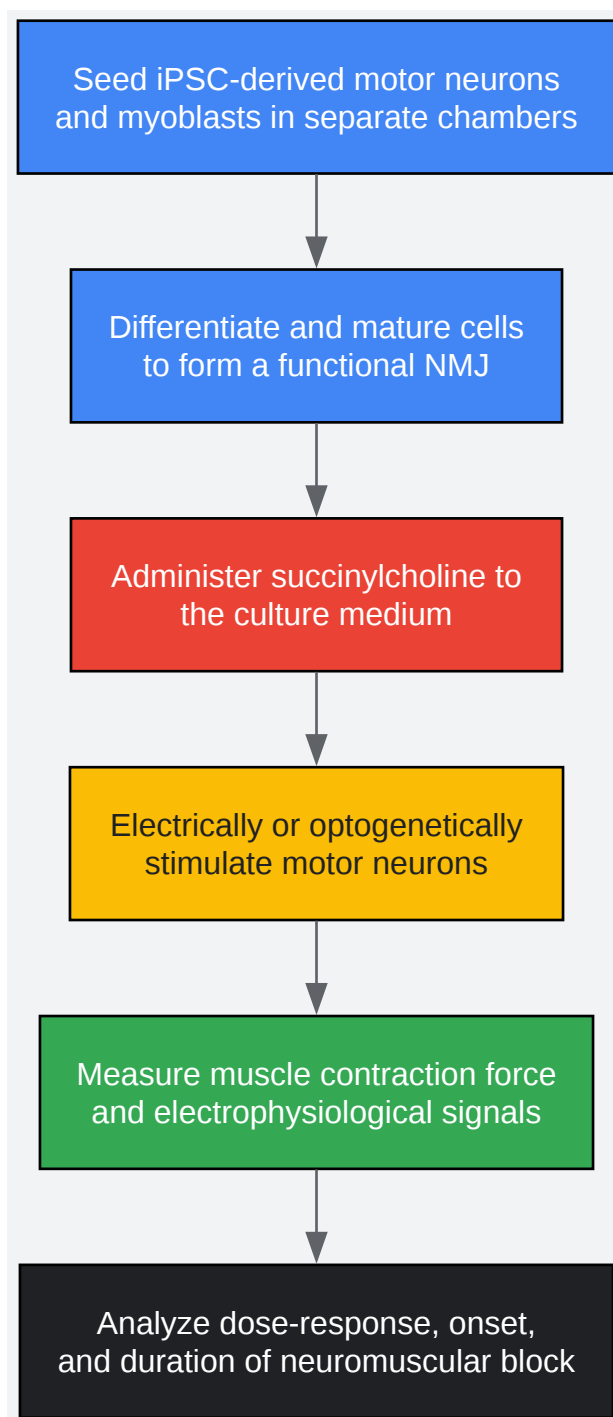 Seed iPSC-derived motor neurons
and myoblasts in separate chambers
Differentiate and mature cells
to form a functional NMJ
Administer succinylcholine to
the culture medium
Electrically or optogenetically
stimulate motor neurons
Measure muscle contraction force
and electrophysiological signals
Analyze dose-response, onset,
and duration of neuromuscular block